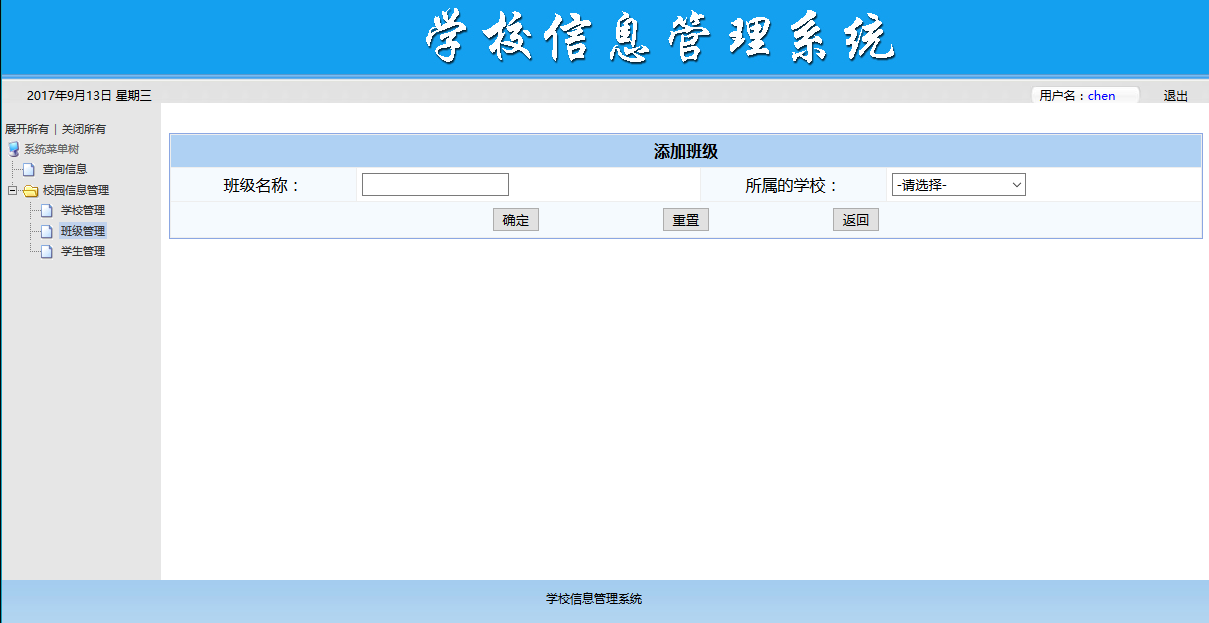 学校信息管理系统
2017年9月13日 星期三
用户名：chen
退出
展开所有 | 关闭所有
系统菜单树
查询信息
校园信息管理
学校管理
班级管理
学生管理
添加班级
班级名称：
所属的学校：
-请选择-
确定
重置
返回
学校信息管理系统